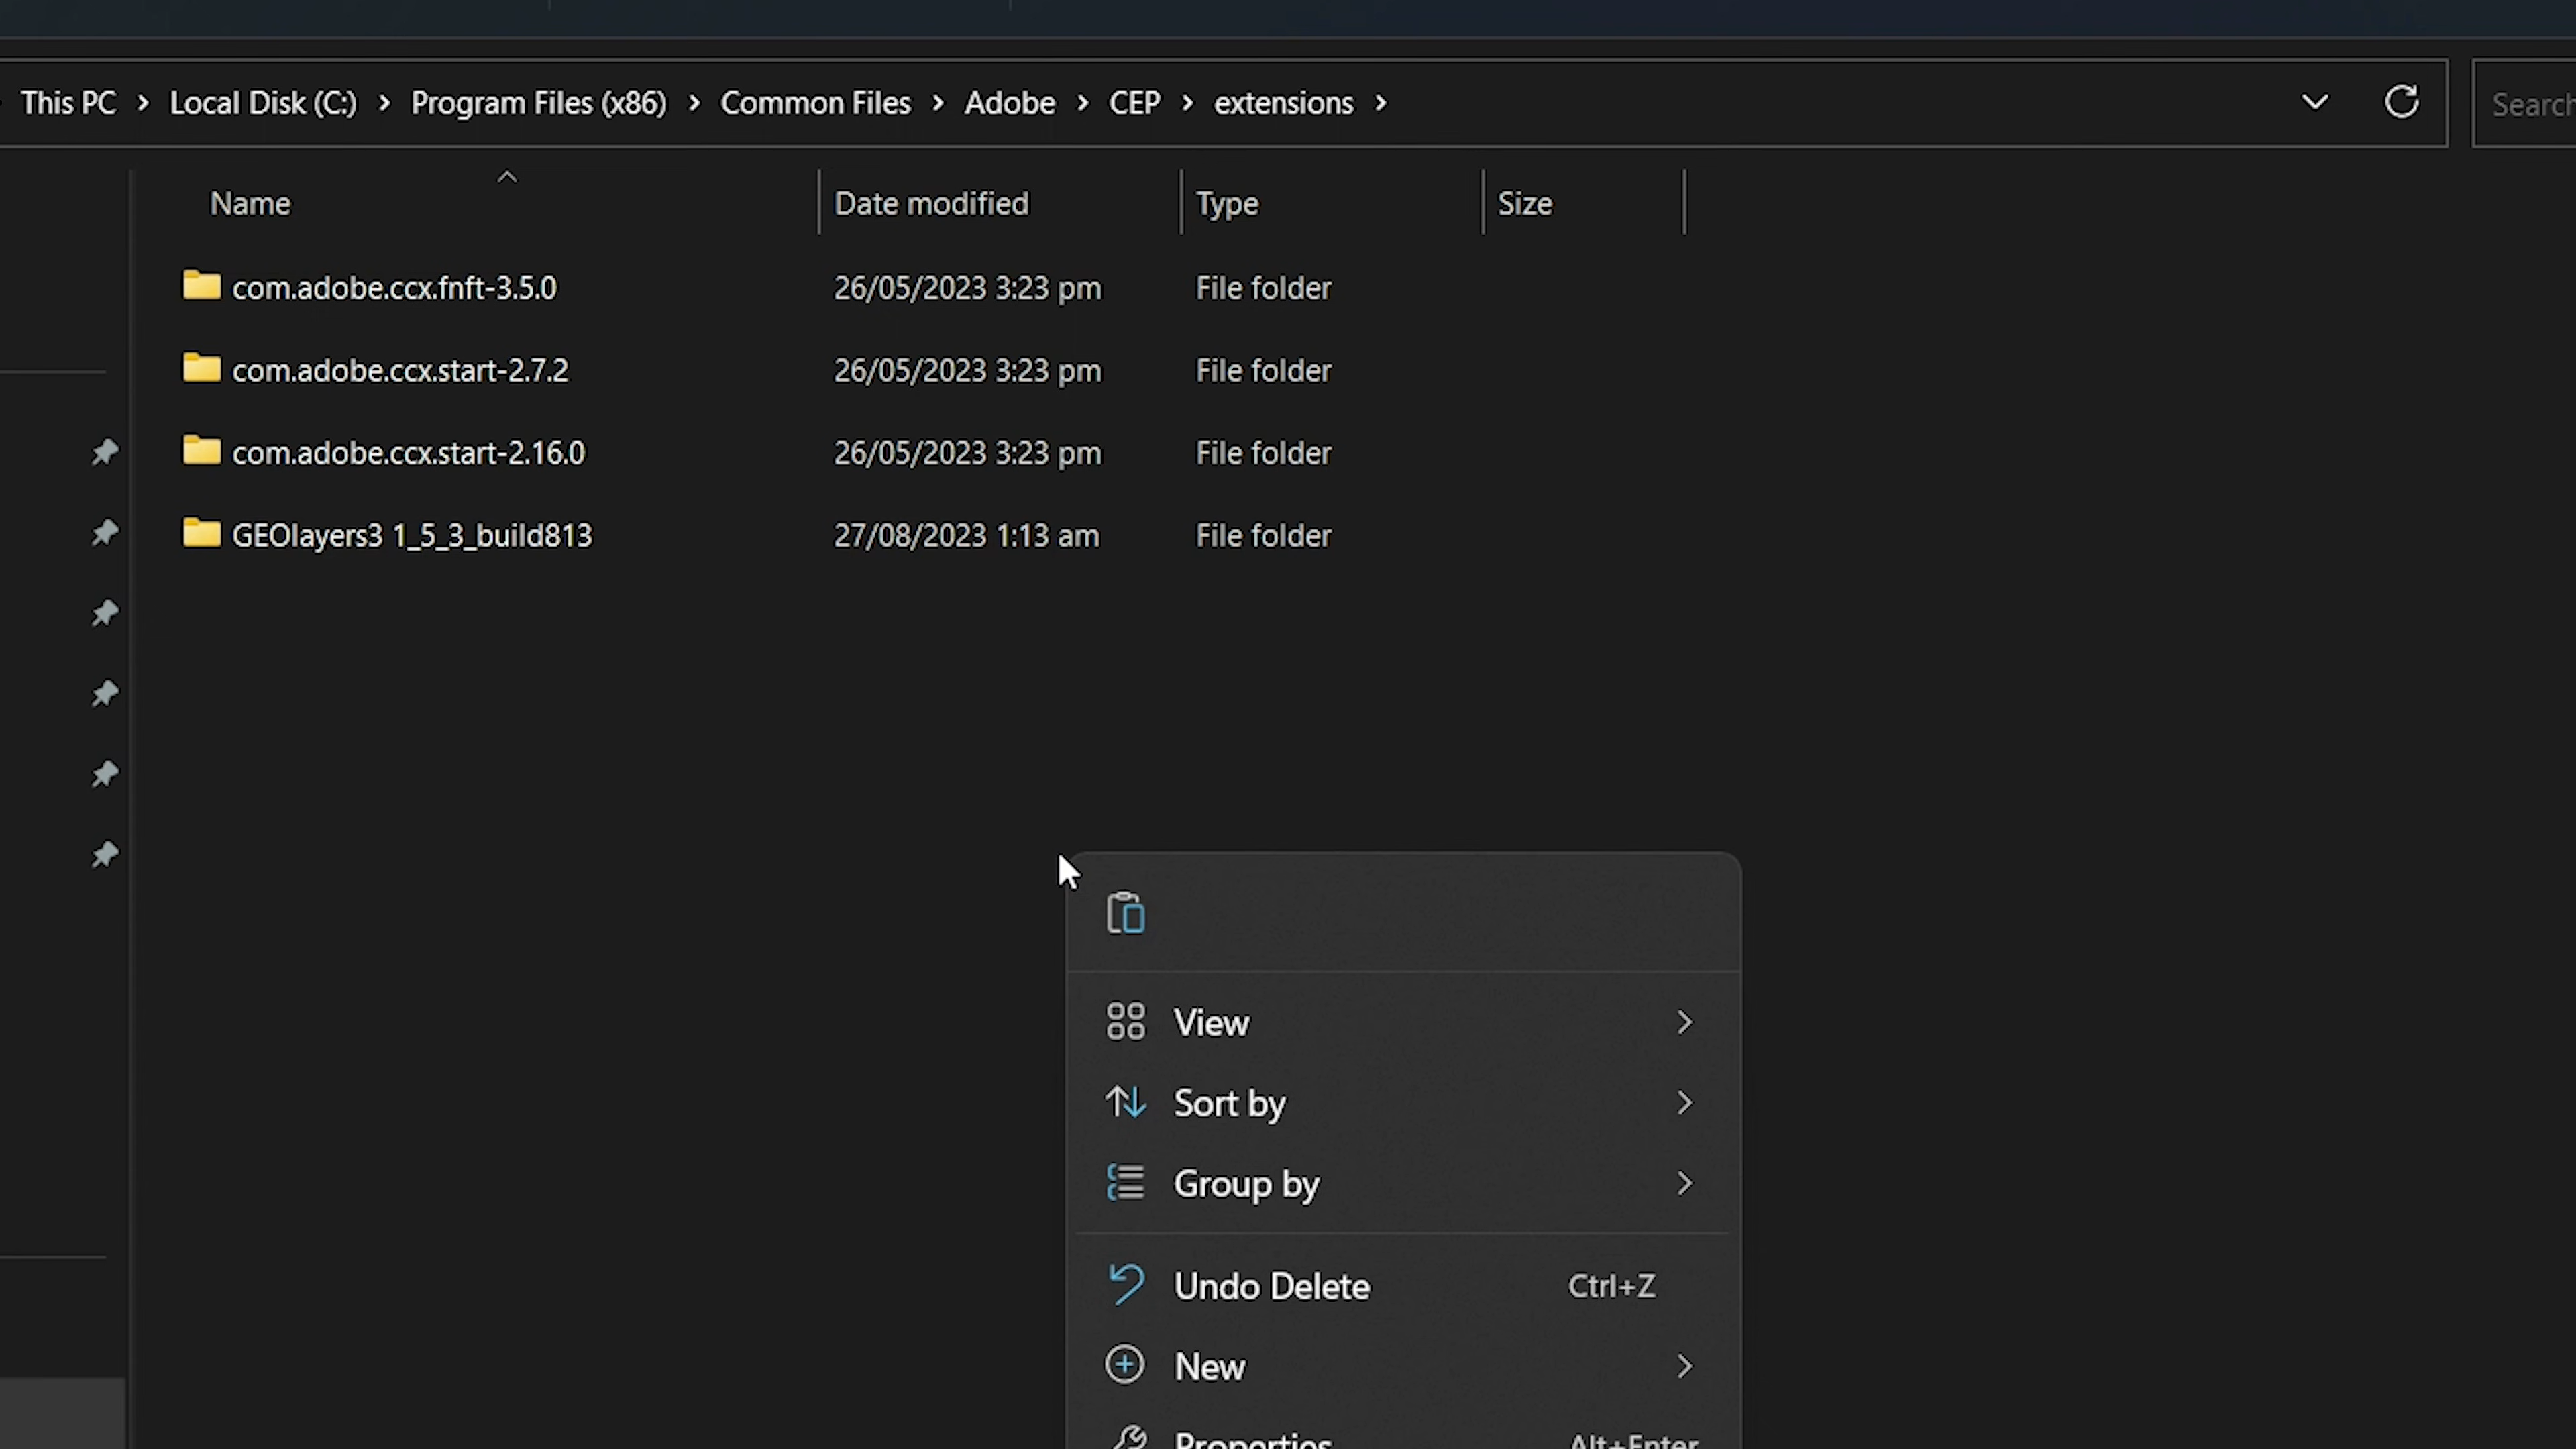 This PC > Local Disk (C:) > Program Files (x86) > Common Files > Adobe > CEP > extensions >
Search
Name Date modified Type Size
com.adobe.ccx.fnft-3.5.0 26/05/2023 3:23 pm File folder
com.adobe.ccx.start-2.7.2 26/05/2023 3:23 pm File folder
com.adobe.ccx.start-2.16.0 26/05/2023 3:23 pm File folder
GEOlayers3 1_5_3_build813 27/08/2023 1:13 am File folder
View
Sort by
Group by
Undo Delete Ctrl+Z
New
Properties Alt+Enter